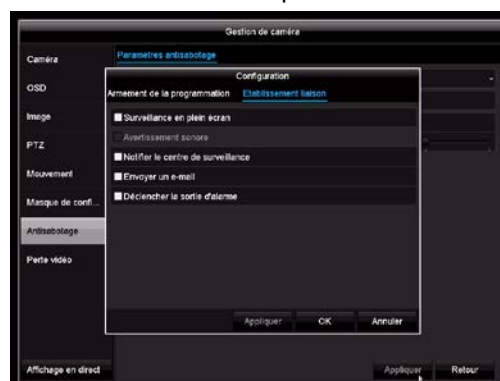 Gestion de caméra
Caméra
Paramètres antisabotage
Configuration
Armement de la programmation
Etablissement liaison
OSD
Image
PTZ
Mouvement
Masque de confi...
Antisabotage
Perte vidéo
Surveillance en plein écran
Avertissement sonore
Notifier le centre de surveillance
Envoyer un e-mail
Déclencher la sortie d'alarme
Appliquer
OK
Annuler
Affichage en direct
Appliquer
Retour